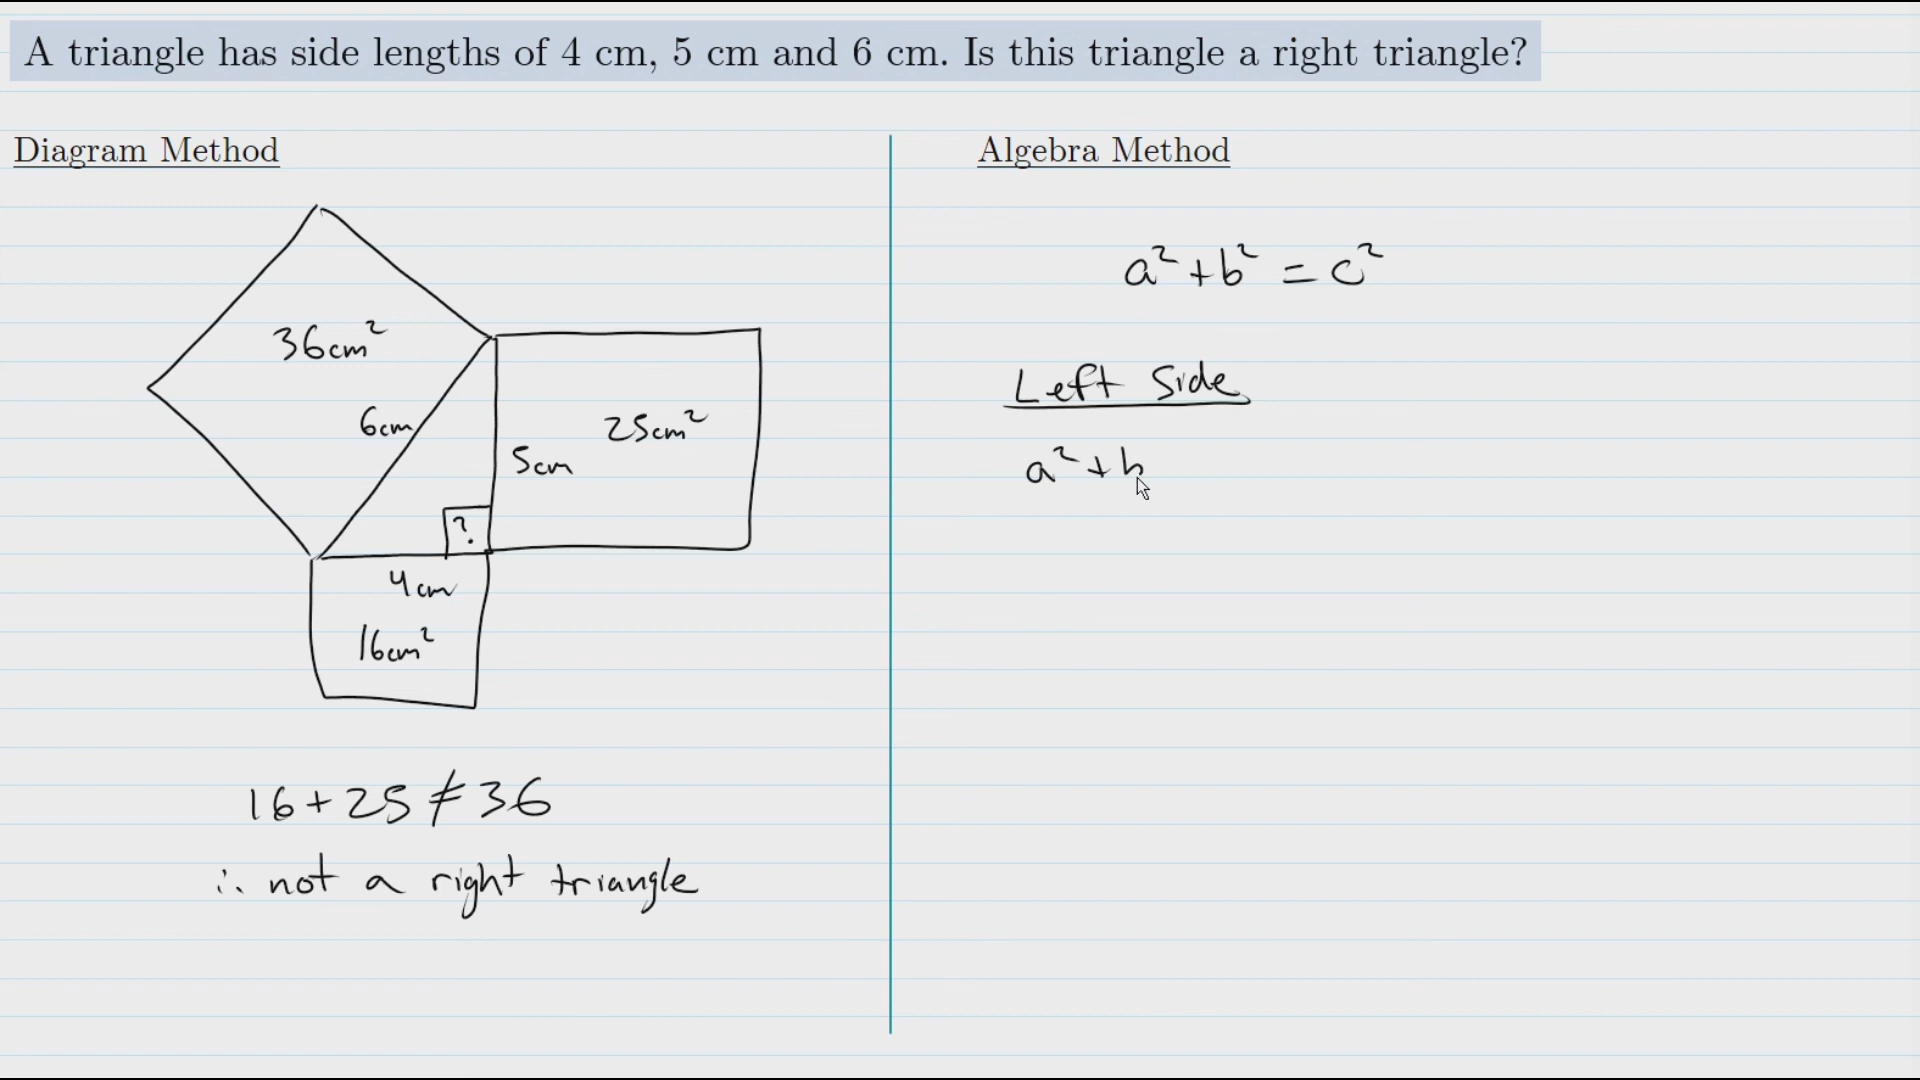 A triangle has side lengths of 4 cm, 5 cm and 6 cm. Is this triangle a right triangle?
Diagram Method
36cm²
6cm
25cm²
5cm
?
4cm
16cm²
16+25≠36
∴ not a right triangle
Algebra Method
a²+b² = c²
Left Side
a²+b